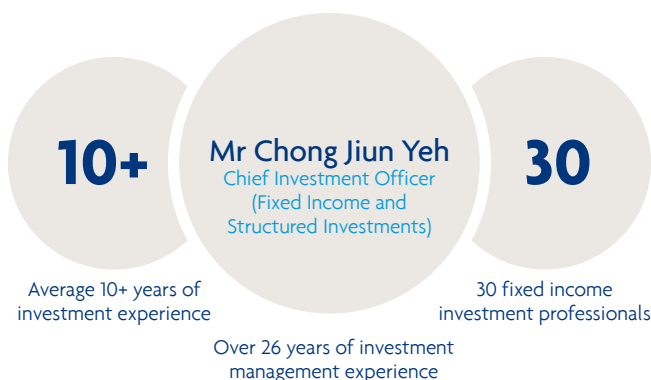 10+
Average 10+ years of
investment experience
Mr Chong Jiun Yeh
Chief Investment Officer
(Fixed Income and
Structured Investments)
Over 26 years of investment
management experience
30
30 fixed income
investment professionals